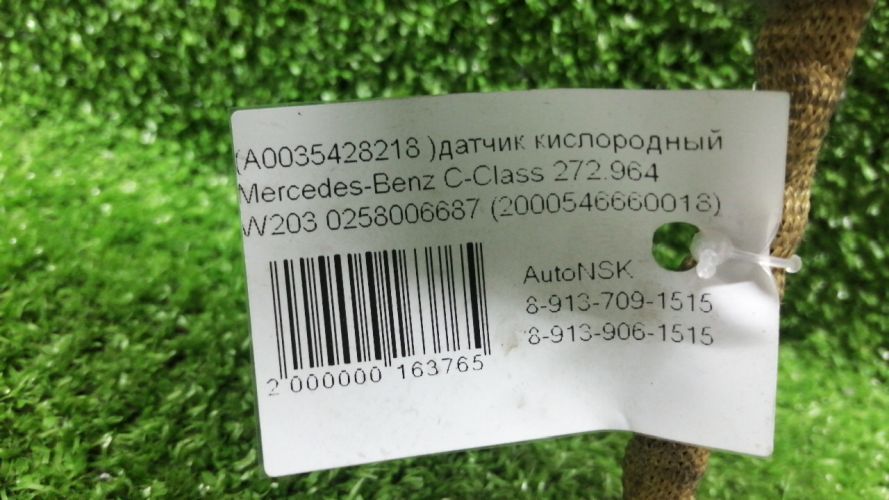 (A0035428218 )датчик кислородный
Mercedes-Benz C-Class 272.964
W203 0258006687 (2000546660018)
AutoNSK
8-913-709-1515
8-913-906-1515
2 000000 163765